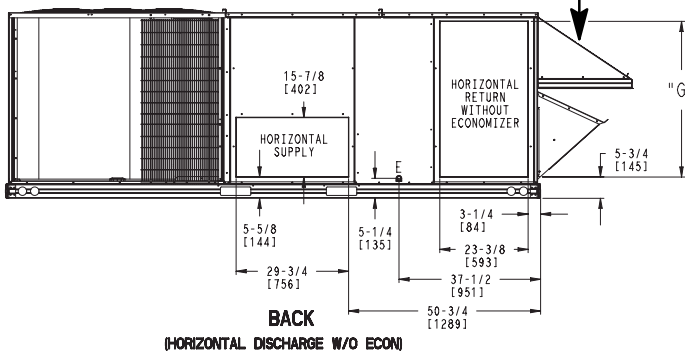 15-7/8
[402]
HORIZONTAL
SUPPLY
HORIZONTAL
RETURN
WITHOUT
ECONOMIZER
"G
E
5-3/4
[145]
5-5/8
[144]
5-1/4
[135]
3-1/4
[84]
23-3/8
[593]
29-3/4
[756]
37-1/2
[951]
50-3/4
[1289]
BACK
(HORIZONTAL DISCHARGE W/O ECON)